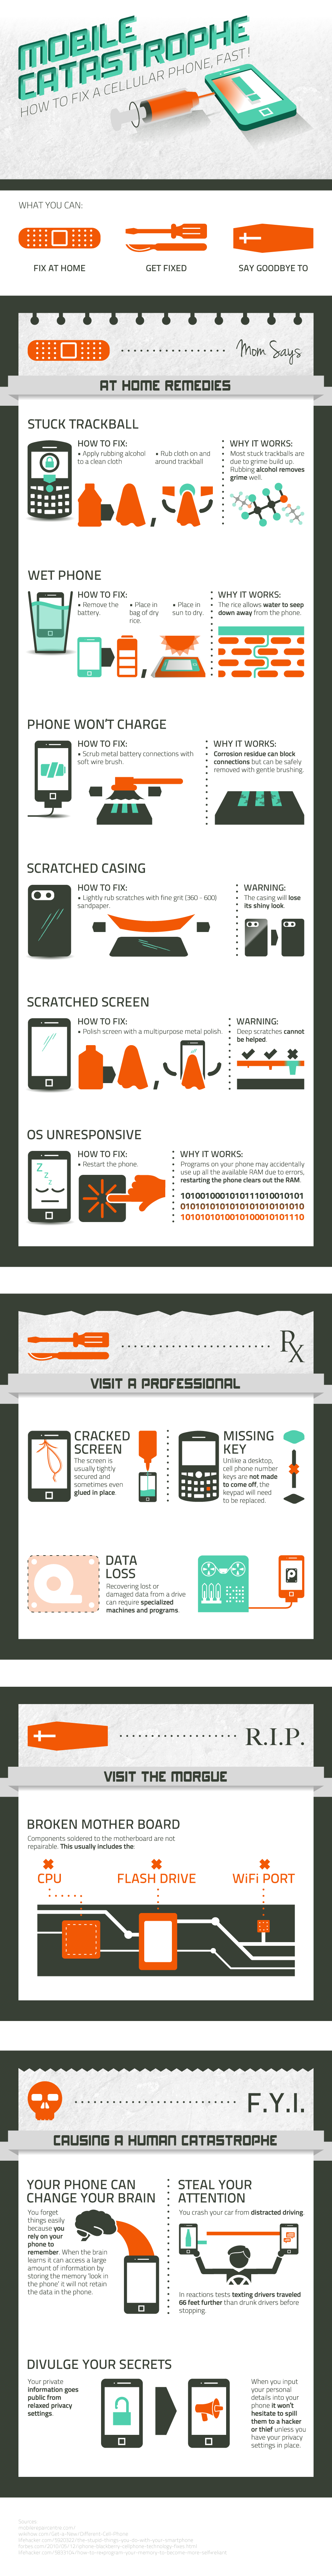 MOBILE
CATASTROPHE
HOW TO FIX A CELLULAR PHONE, FAST!
WHAT YOU CAN:
FIX AT HOME
GET FIXED
SAY GOODBYE TO
Mom Says
AT HOME REMEDIES
STUCK TRACKBALL
HOW TO FIX:
• Apply rubbing alcohol
to a clean cloth
• Rub cloth on and
around trackball
WHY IT WORKS:
Most stuck trackballs are
due to grime build up.
Rubbing alcohol removes
grime well.
WET PHONE
HOW TO FIX:
• Remove the
battery.
• Place in
bag of dry
rice.
• Place in
sun to dry.
WHY IT WORKS:
The rice allows water to seep
down away from the phone.
PHONE WON'T CHARGE
HOW TO FIX:
• Scrub metal battery connections with
soft wire brush.
WHY IT WORKS:
Corrosion residue can block
connections but can be safely
removed with gentle brushing.
SCRATCHED CASING
HOW TO FIX:
• Lightly rub scratches with fine grit (360 - 600)
sandpaper.
WARNING:
The casing will lose
its shiny look.
SCRATCHED SCREEN
HOW TO FIX:
• Polish screen with a multipurpose metal polish.
WARNING:
Deep scratches cannot
be helped.
OS UNRESPONSIVE
Z
Z
Z
HOW TO FIX:
• Restart the phone.
WHY IT WORKS:
Programs on your phone may accidentally
use up all the available RAM due to errors,
restarting the phone clears out the RAM.
Rx
VISIT A PROFESSIONAL
CRACKED
SCREEN
The screen is
usually tightly
secured and
sometimes even
glued in place.
MISSING
KEY
Unlike a desktop,
cell phone number
keys are not made
to come off, the
keypad will need
to be replaced.
DATA
LOSS
Recovering lost or
damaged data from a drive
can require specialized
machines and programs.
R.I.P.
VISIT THE MORGUE
BROKEN MOTHER BOARD
Components soldered to the motherboard are not
repairable. This usually includes the:
CPU
FLASH DRIVE
WiFi PORT
F.Y.I.
CAUSING A HUMAN CATASTROPHE
YOUR PHONE CAN
CHANGE YOUR BRAIN
You forget
things easily
because you
rely on your
phone to
remember. When the brain
learns it can access a large
amount of information by
storing the memory 'look in
the phone' it will not retain
the data in the phone.
STEAL YOUR
ATTENTION
You crash your car from distracted driving.
In reactions tests texting drivers traveled
66 feet further than drunk drivers before
stopping.
DIVULGE YOUR SECRETS
Your private
information goes
public from
relaxed privacy
settings.
When you input
your personal
details into your
phone it won't
hesitate to spill
them to a hacker
or thief unless you
have your privacy
settings in place.